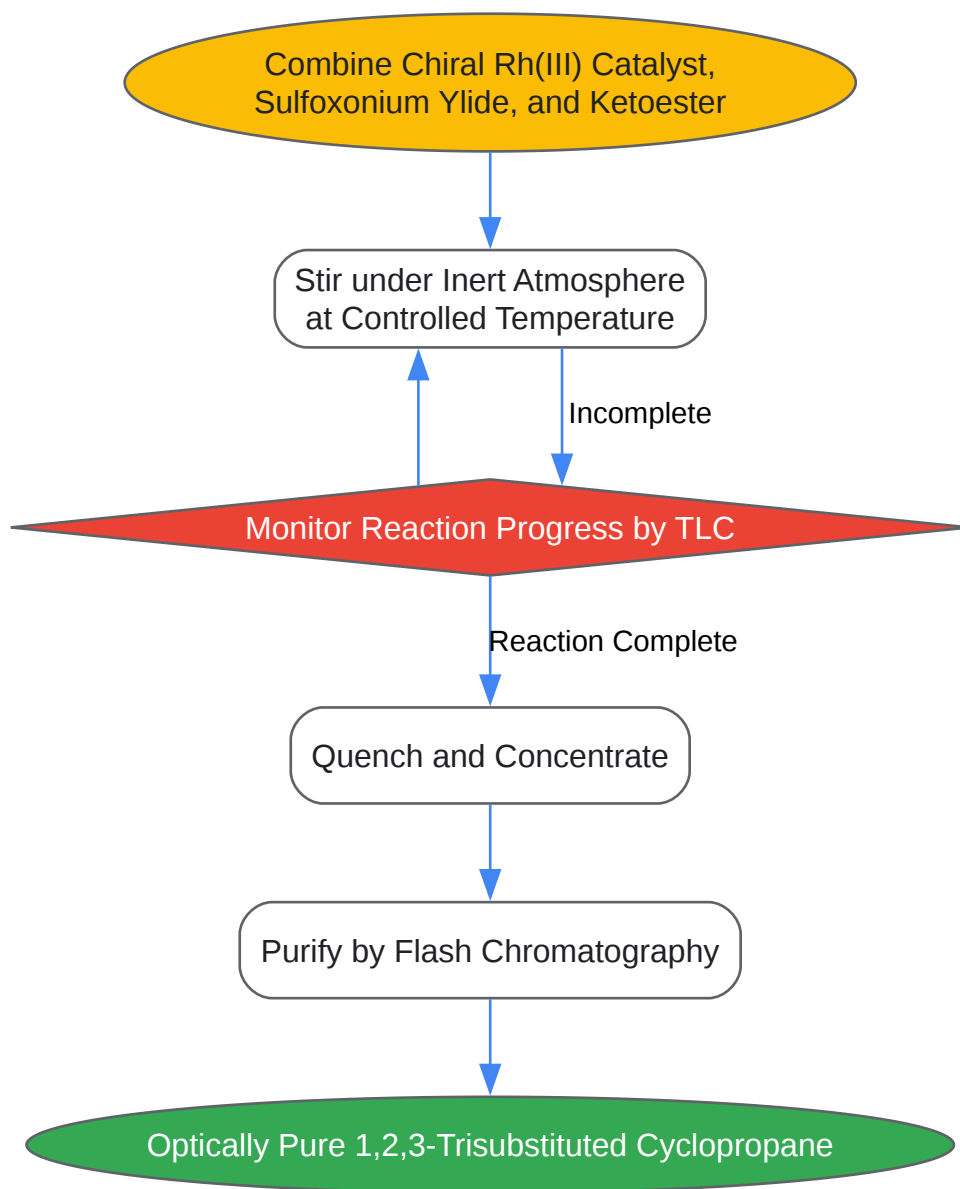 Combine Chiral Rh(III) Catalyst,
Sulfoxonium Ylide, and Ketoester
Stir under Inert Atmosphere
at Controlled Temperature
Incomplete
Monitor Reaction Progress by TLC
Reaction Complete
Quench and Concentrate
Purify by Flash Chromatography
Optically Pure 1,2,3-Trisubstituted Cyclopropane